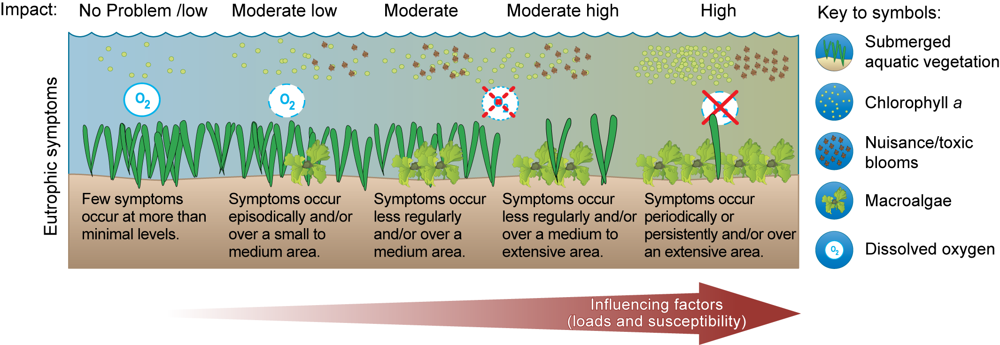 Impact: No Problem /low Moderate low Moderate Moderate high High
Key to symbols:
Submerged
aquatic vegetation
Chlorophyll a
Nuisance/toxic
blooms
Macroalgae
O2
Dissolved oxygen
Eutrophic symptoms
O2
O2
O2
O2
Few symptoms
occur at more than
minimal levels.
Symptoms occur
episodically and/or
over a small to
medium area.
Symptoms occur
less regularly
and/or over a
medium area.
Symptoms occur
less regularly and/or
over a medium to
extensive area.
Symptoms occur
periodically or
persistently and/or over
an extensive area.
Influencing factors
(loads and susceptibility)